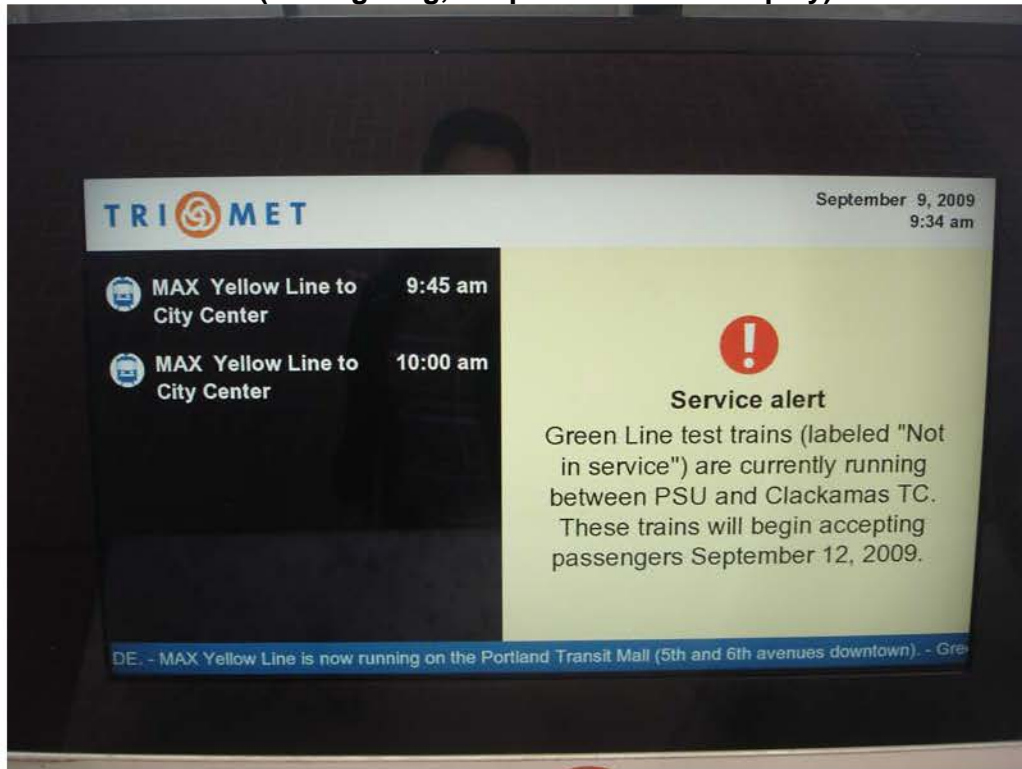 TRI MET
September 9, 2009
9:34 am
MAX Yellow Line to 9:45 am
City Center
MAX Yellow Line to 10:00 am
City Center
Service alert
Green Line test trains (labeled "Not
in service") are currently running
between PSU and Clackamas TC.
These trains will begin accepting
passengers September 12, 2009.
DE. - MAX Yellow Line is now running on the Portland Transit Mall (5th and 6th avenues downtown). - Gre